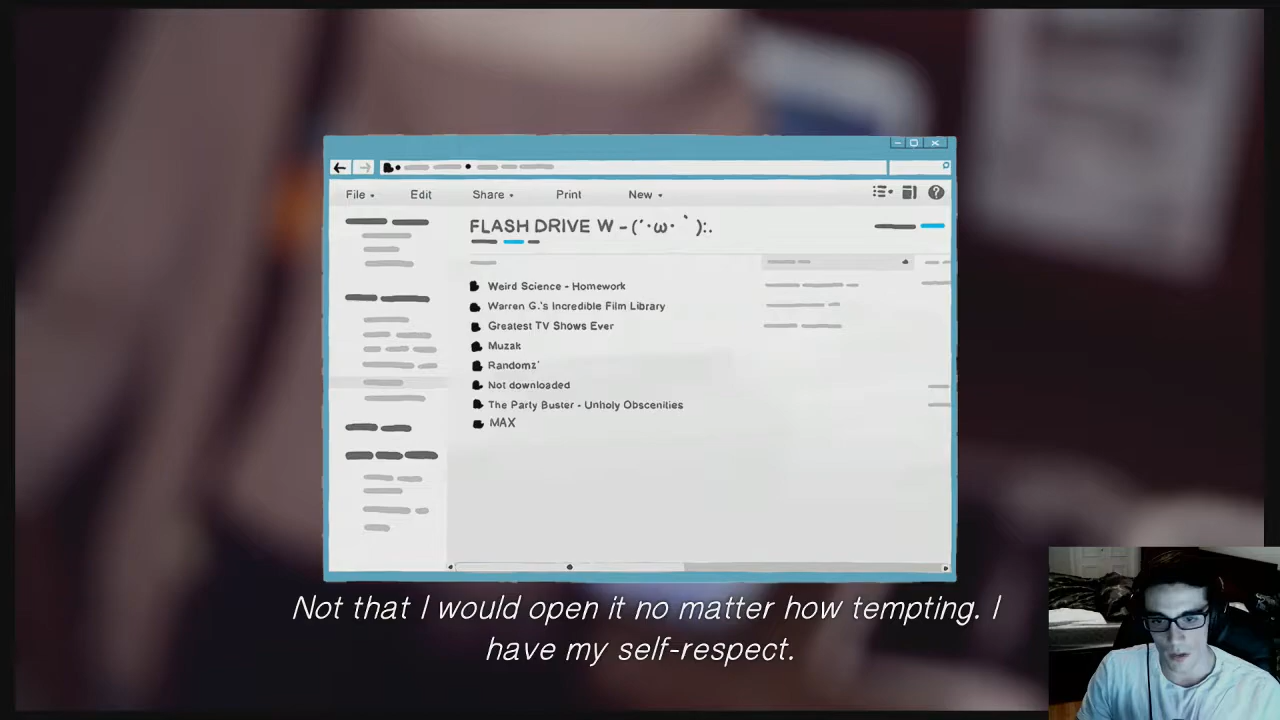 File Edit Share Print New
FLASH DRIVE W -(´･ω･` ):.
Weird Science - Homework
Warren G.'s Incredible Film Library
Greatest TV Shows Ever
Muzak
Randomz'
Not downloaded
The Party Buster - Unholy Obscenities
MAX
Not that I would open it no matter how tempting. I
have my self-respect.